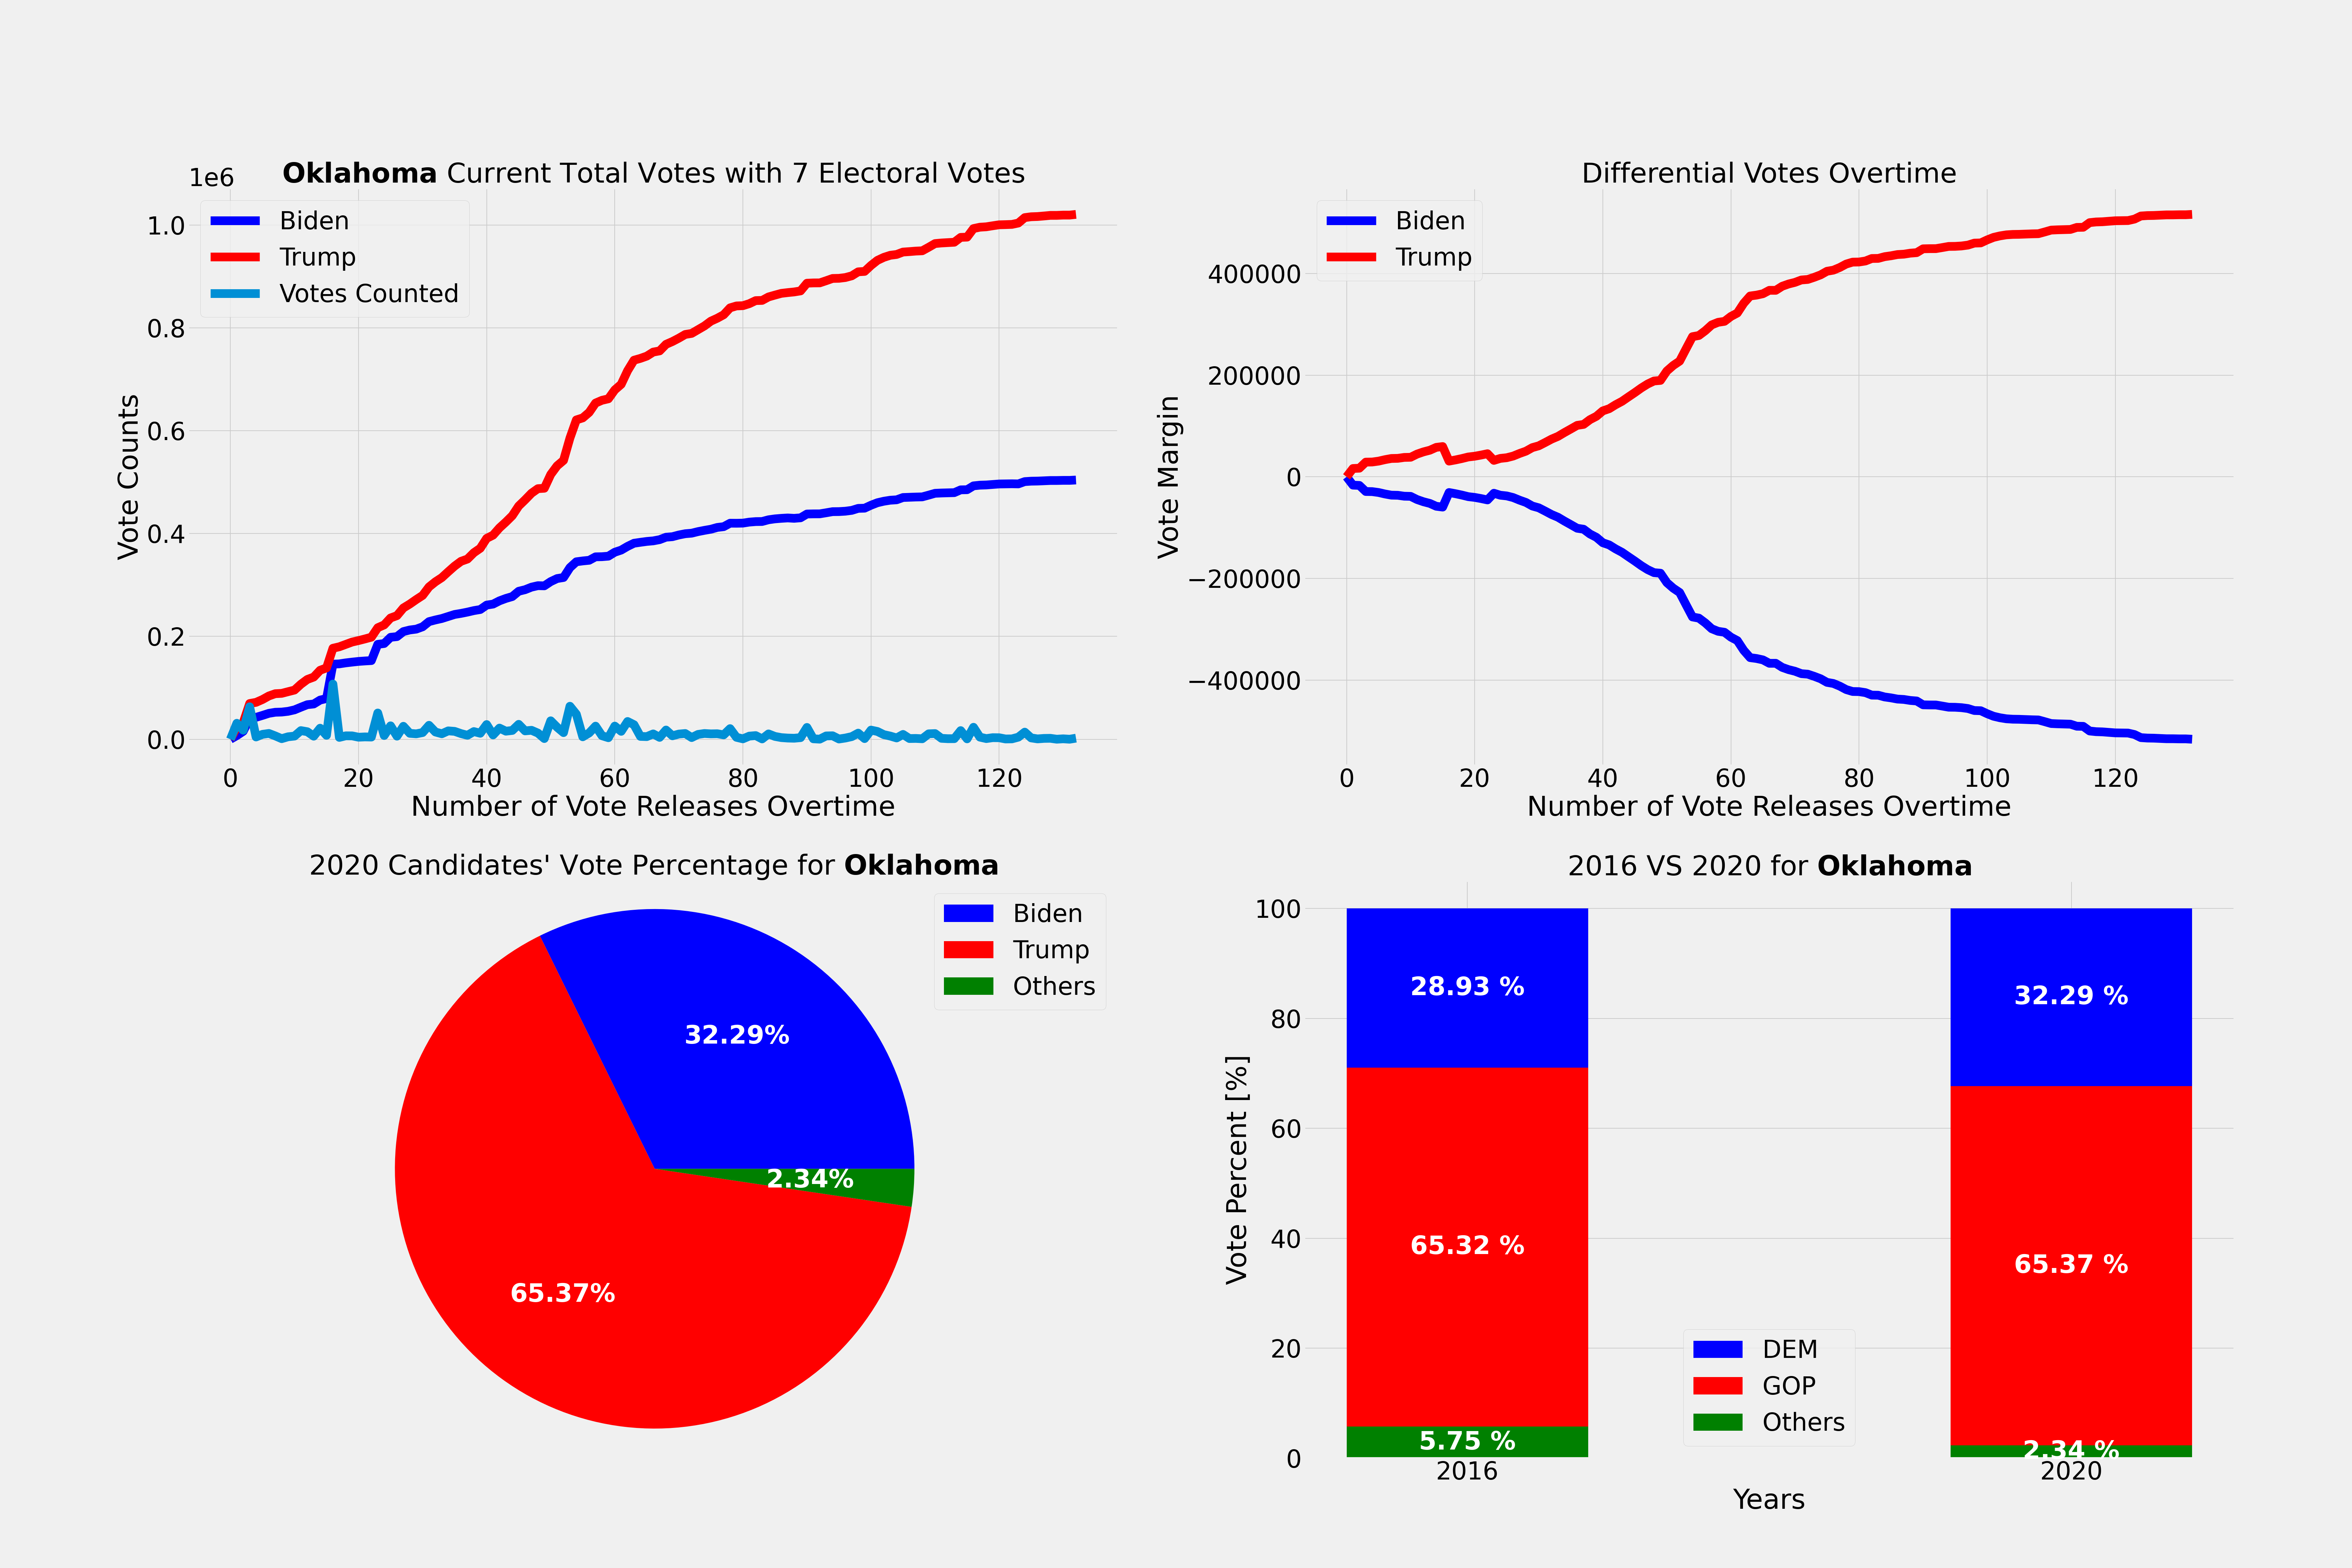 Oklahoma Current Total Votes with 7 Electoral Votes
1e6
1.0
0.8
0.6
0.4
0.2
0.0
Vote Counts
Biden
Trump
Votes Counted
0 20 40 60 80 100 120
Number of Vote Releases Overtime
Differential Votes Overtime
400000
200000
0
−200000
−400000
Vote Margin
Biden
Trump
0 20 40 60 80 100 120
Number of Vote Releases Overtime
2020 Candidates' Vote Percentage for Oklahoma
Biden
Trump
Others
32.29%
2.34%
65.37%
2016 VS 2020 for Oklahoma
100
80
60
40
20
0
Vote Percent [%]
28.93 %
32.29 %
65.32 %
65.37 %
5.75 %
2.34 %
DEM
GOP
Others
2016 2020
Years